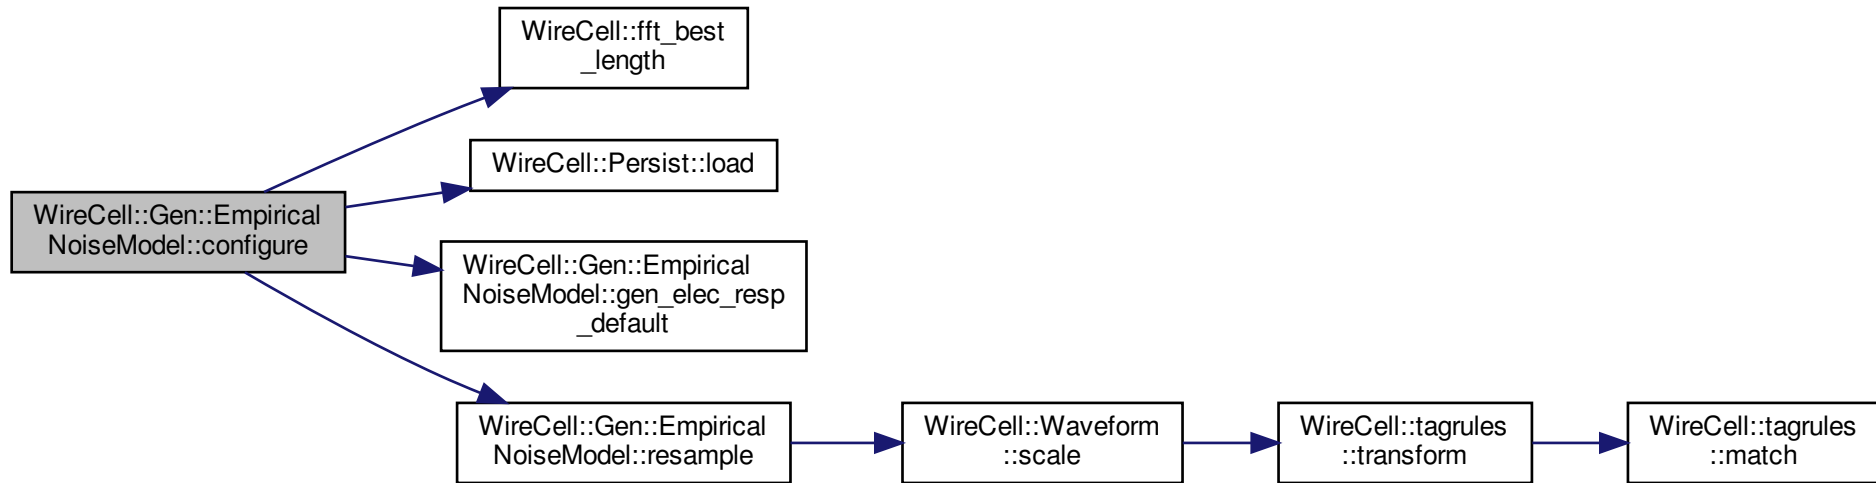 WireCell::fft_best
_length
WireCell::Persist::load
WireCell::Gen::Empirical
NoiseModel::configure
WireCell::Gen::Empirical
NoiseModel::gen_elec_resp
_default
WireCell::Gen::Empirical
NoiseModel::resample
WireCell::Waveform
::scale
WireCell::tagrules
::transform
WireCell::tagrules
::match